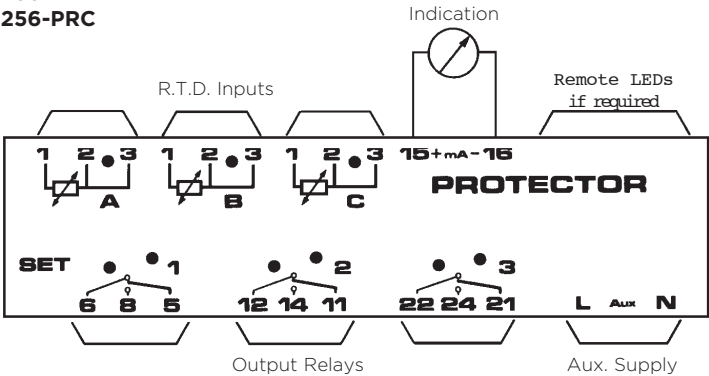 256-PRC
Indication
R.T.D. Inputs
Remote LEDs
if required
1 2 3 1 2 3 1 2 3 15+mA-16
A B C PROTECTOR
SET 1 2 3
6 8 5 12 14 11 22 24 21 L Aux N
Output Relays Aux. Supply